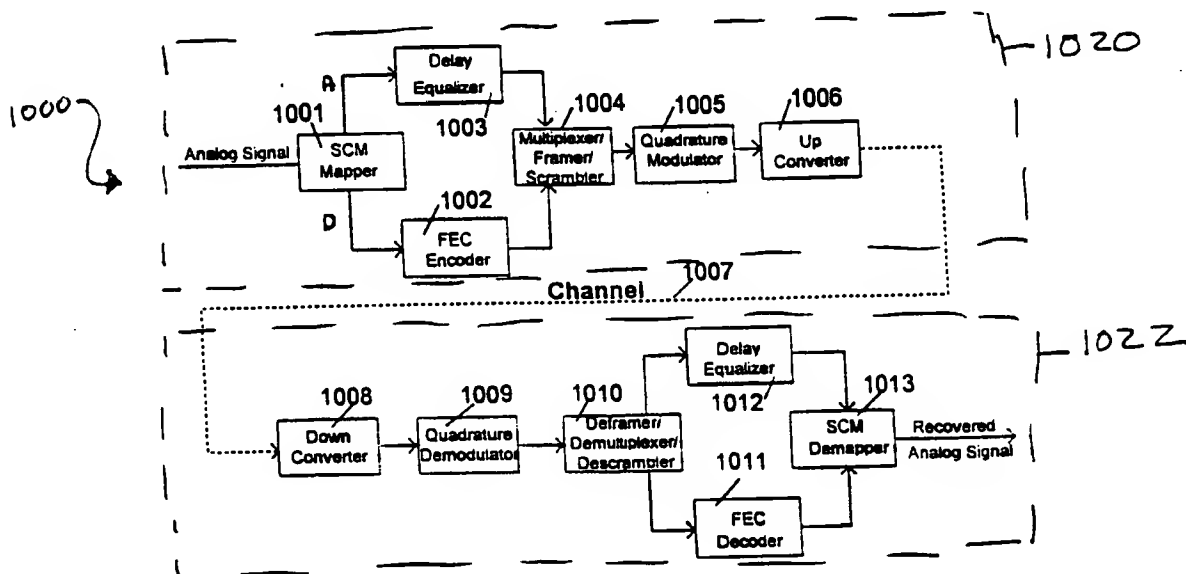 1020
1000
Analog Signal
1001
SCM
Mapper
A
D
Delay
Equalizer
1003
1002
FEC
Encoder
1004
Multiplexer/
Framer/
Scrambler
1005
Quadrature
Modulator
1006
Up
Converter
Channel
1007
1022
1008
Down
Converter
1009
Quadrature
Demodulator
1010
Deframer/
Demultiplexer/
Descrambler
Delay
Equalizer
1012
1011
FEC
Decoder
1013
SCM
Demapper
Recovered
Analog Signal